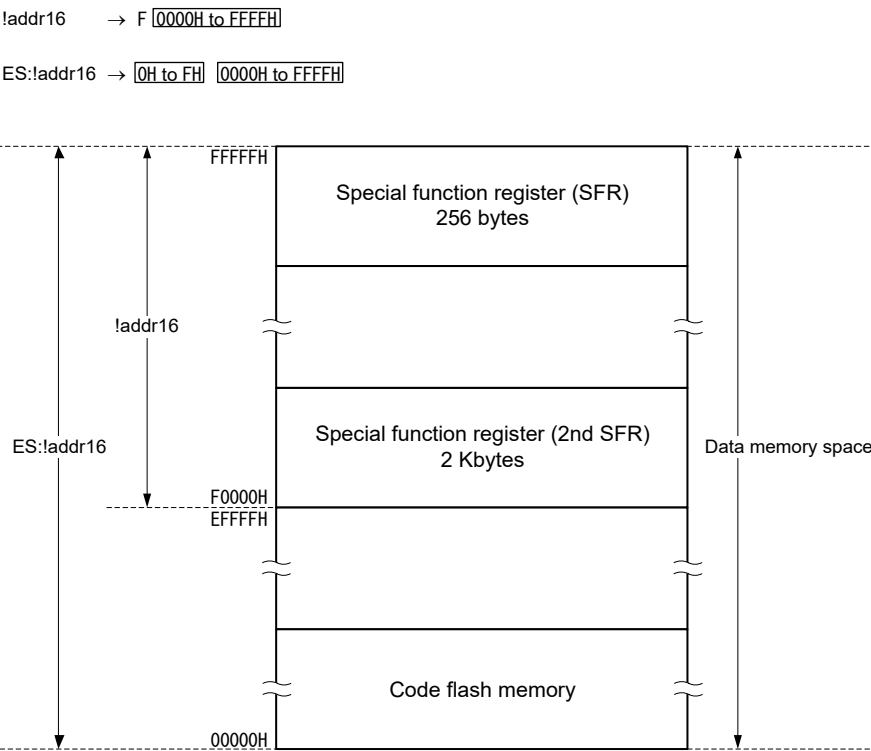 !addr16 → F 0000H to FFFFH
ES:!addr16 → 0H to FH 0000H to FFFFH
FFFFFH
Special function register (SFR)
256 bytes
!addr16
Special function register (2nd SFR)
2 Kbytes
ES:!addr16
Data memory space
F0000H
EFFFFH
Code flash memory
00000H